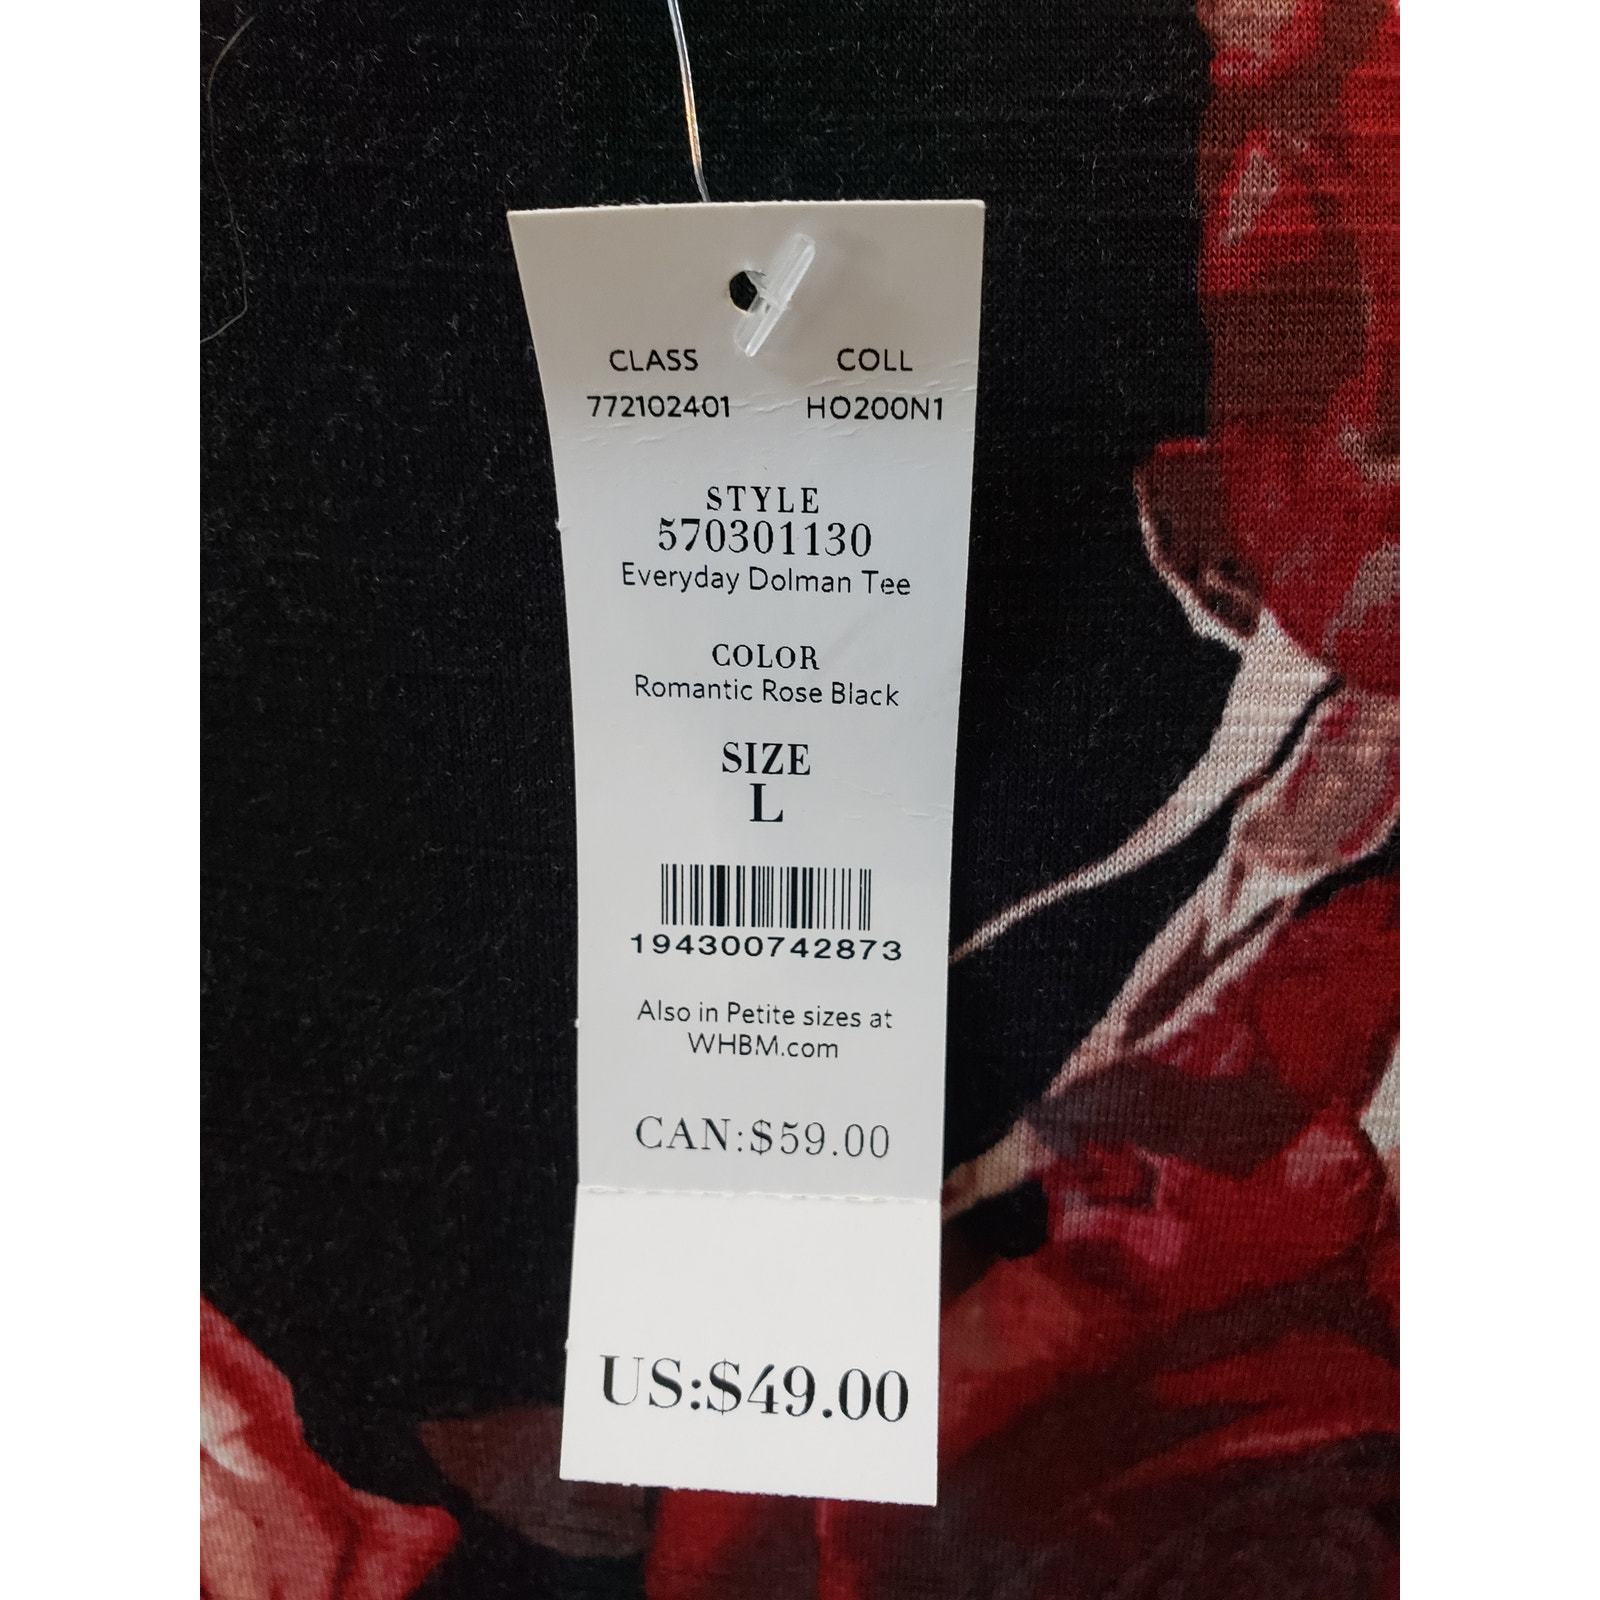 CLASS COLL
772102401 HO200N1
STYLE
570301130
Everyday Dolman Tee
COLOR
Romantic Rose Black
SIZE
L
194300742873
Also in Petite sizes at
WHBM.com
CAN:$59.00
US:$49.00